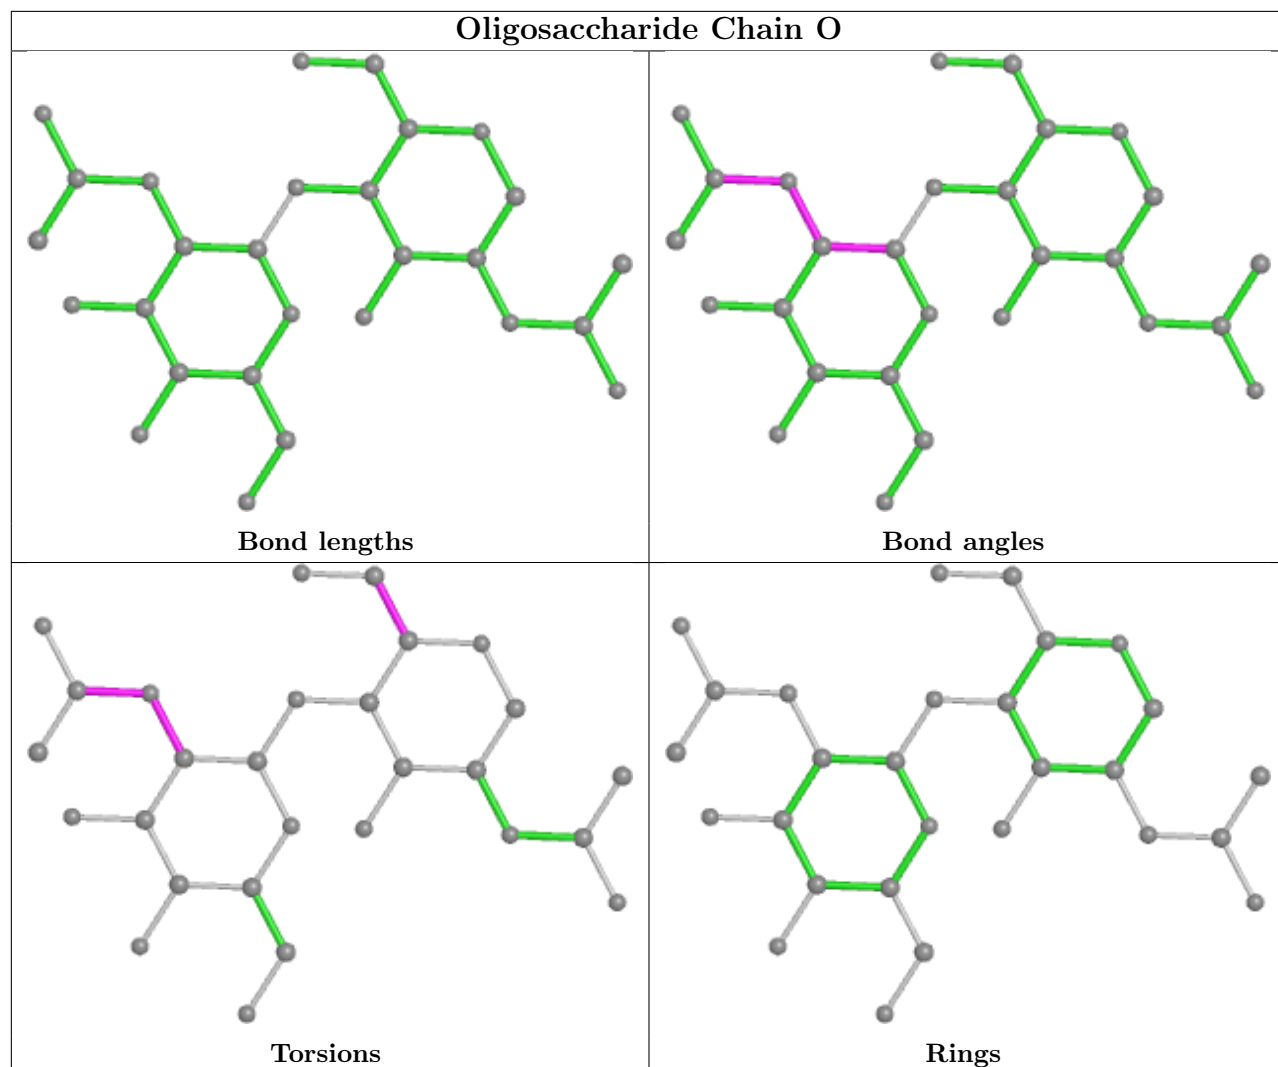 Oligosaccharide Chain O
Bond lengths
Bond angles
Torsions
Rings